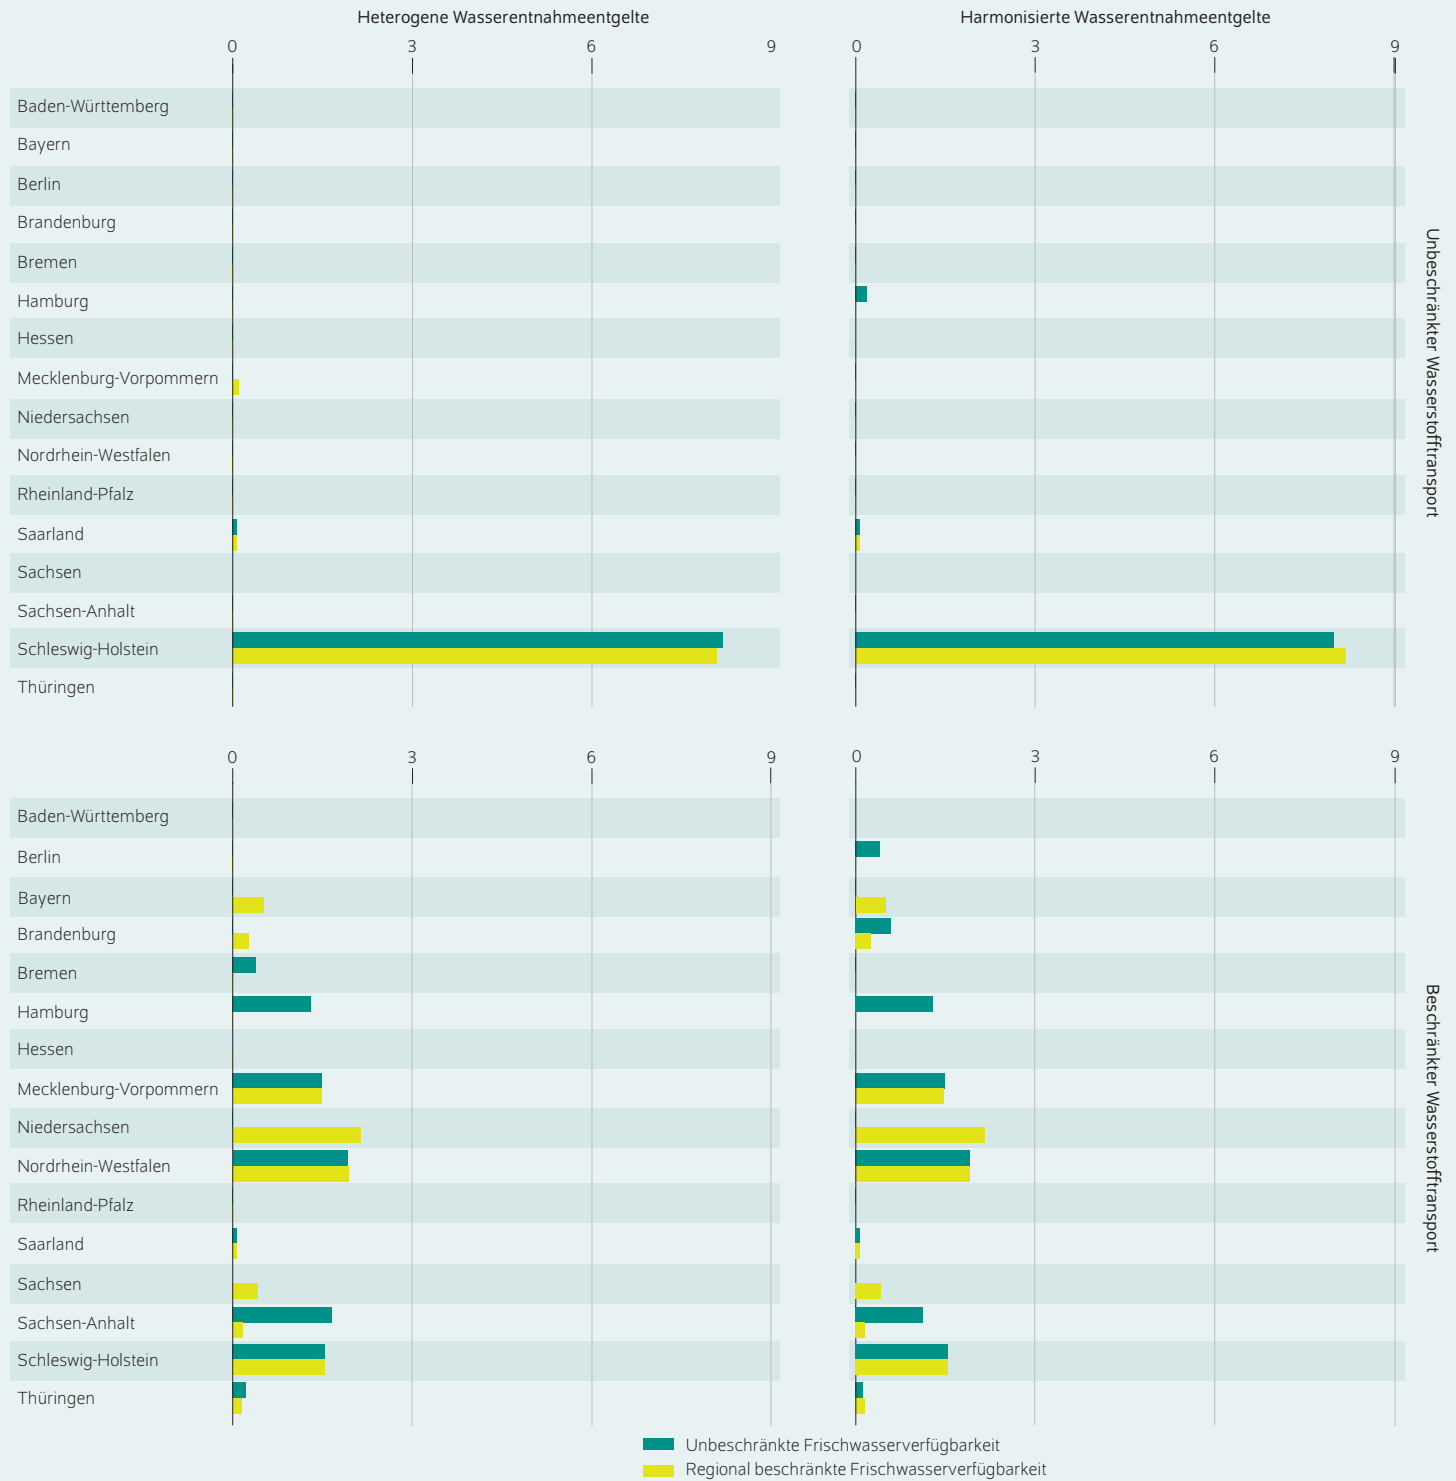 Heterogene Wasserentnahmeentgelte
Harmonisierte Wasserentnahmeentgelte
0 3 6 9
0 3 6 9
Baden-Württemberg
Bayern
Berlin
Brandenburg
Bremen
Hamburg
Hessen
Mecklenburg-Vorpommern
Niedersachsen
Nordrhein-Westfalen
Rheinland-Pfalz
Saarland
Sachsen
Sachsen-Anhalt
Schleswig-Holstein
Thüringen
Unbeschränkter Wasserstofftransport
0 3 6 9
0 3 6 9
Baden-Württemberg
Berlin
Bayern
Brandenburg
Bremen
Hamburg
Hessen
Mecklenburg-Vorpommern
Niedersachsen
Nordrhein-Westfalen
Rheinland-Pfalz
Saarland
Sachsen
Sachsen-Anhalt
Schleswig-Holstein
Thüringen
Beschränkter Wasserstofftransport
Unbeschränkte Frischwasserverfügbarkeit
Regional beschränkte Frischwasserverfügbarkeit